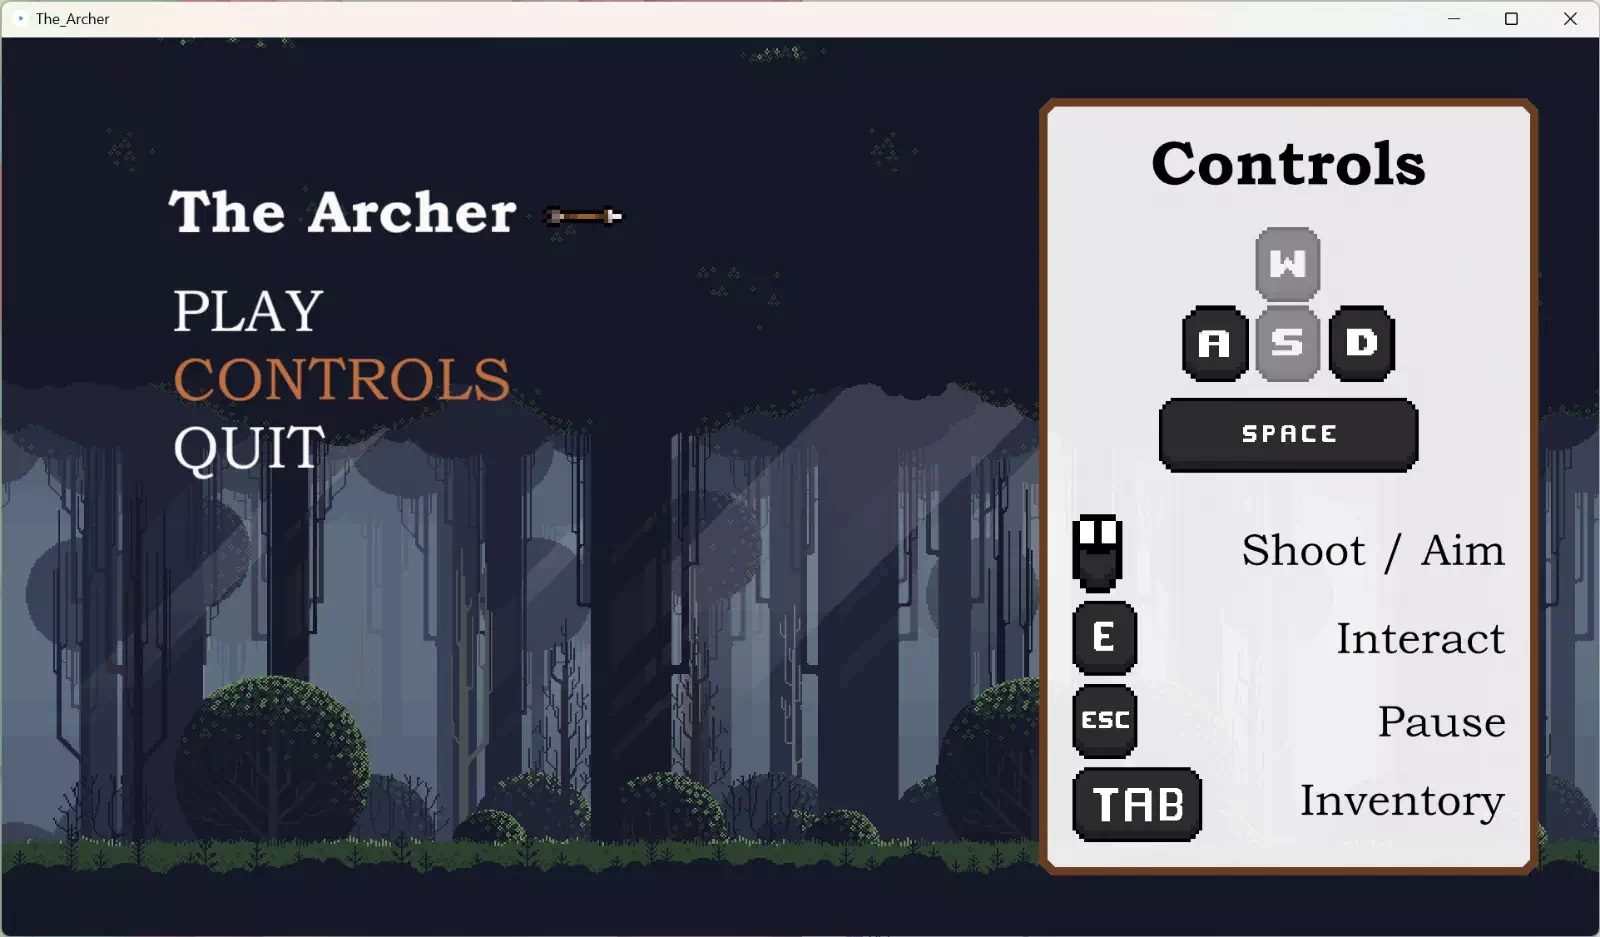 The_Archer
The Archer
PLAY
CONTROLS
QUIT
Controls
W
A S D
SPACE
Shoot / Aim
E Interact
ESC Pause
TAB Inventory